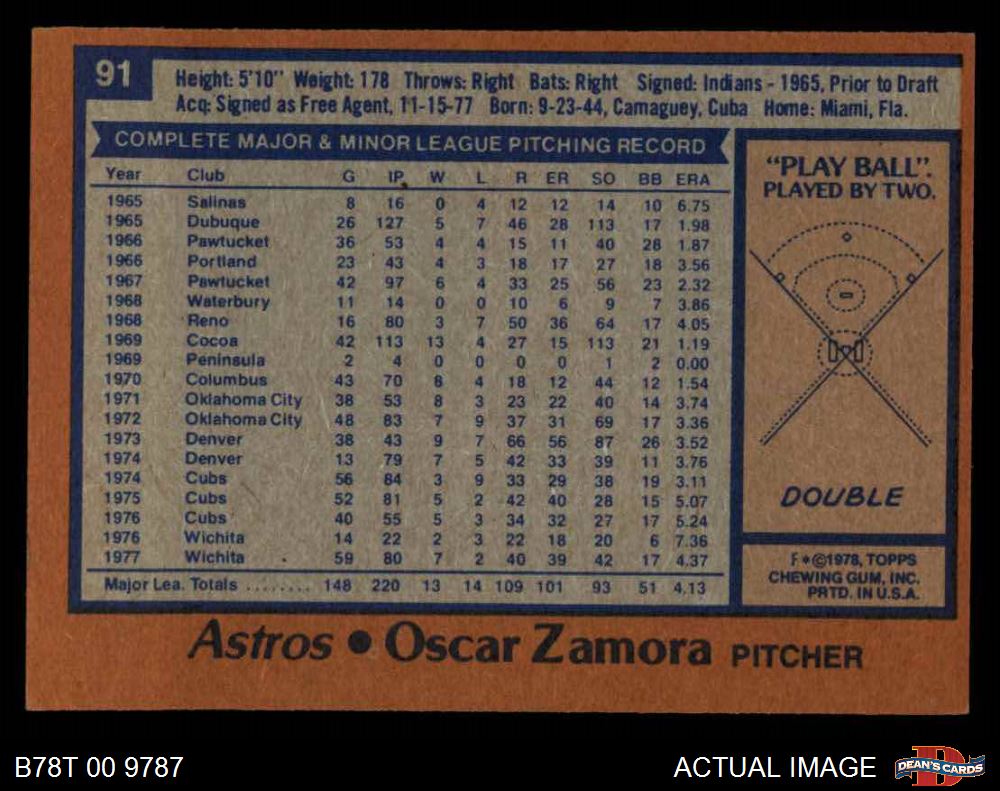 91
Height: 5'10" Weight: 178 Throws: Right Bats: Right Signed: Indians - 1965, Prior to Draft
Acq: Signed as Free Agent, 11-15-77 Born: 9-23-44, Camaguey, Cuba Home: Miami, Fla.
COMPLETE MAJOR & MINOR LEAGUE PITCHING RECORD
Year Club G IP W L R ER SO BB ERA
1965 Salinas 8 16 0 4 12 12 14 10 6.75
1965 Dubuque 26 127 5 7 46 28 113 17 1.98
1966 Pawtucket 36 53 4 4 15 11 40 28 1.87
1966 Portland 23 43 4 3 18 17 27 18 3.56
1967 Pawtucket 42 97 6 4 33 25 56 23 2.32
1968 Waterbury 11 14 0 0 10 6 9 7 3.86
1968 Reno 16 80 3 7 50 36 64 17 4.05
1969 Cocoa 42 113 13 4 27 15 113 21 1.19
1969 Peninsula 2 4 0 0 0 0 1 2 0.00
1970 Columbus 43 70 8 4 18 12 44 12 1.54
1971 Oklahoma City 38 53 8 3 23 22 40 14 3.74
1972 Oklahoma City 48 83 7 9 37 31 69 17 3.36
1973 Denver 38 43 9 7 66 56 87 26 3.52
1974 Denver 13 79 7 5 42 33 39 11 3.76
1974 Cubs 56 84 3 9 33 29 38 19 3.11
1975 Cubs 52 81 5 2 42 40 28 15 5.07
1976 Cubs 40 55 5 3 34 32 27 17 5.24
1976 Wichita 14 22 2 3 22 18 20 6 7.36
1977 Wichita 59 80 7 2 40 39 42 17 4.37
Major Lea. Totals ........ 148 220 13 14 109 101 93 51 4.13
"PLAY BALL".
PLAYED BY TWO.
DOUBLE
F*©1978, TOPPS
CHEWING GUM, INC.
PRTD. IN U.S.A.
Astros • Oscar Zamora PITCHER
B78T 00 9787
ACTUAL IMAGE
D
DEAN'S CARDS